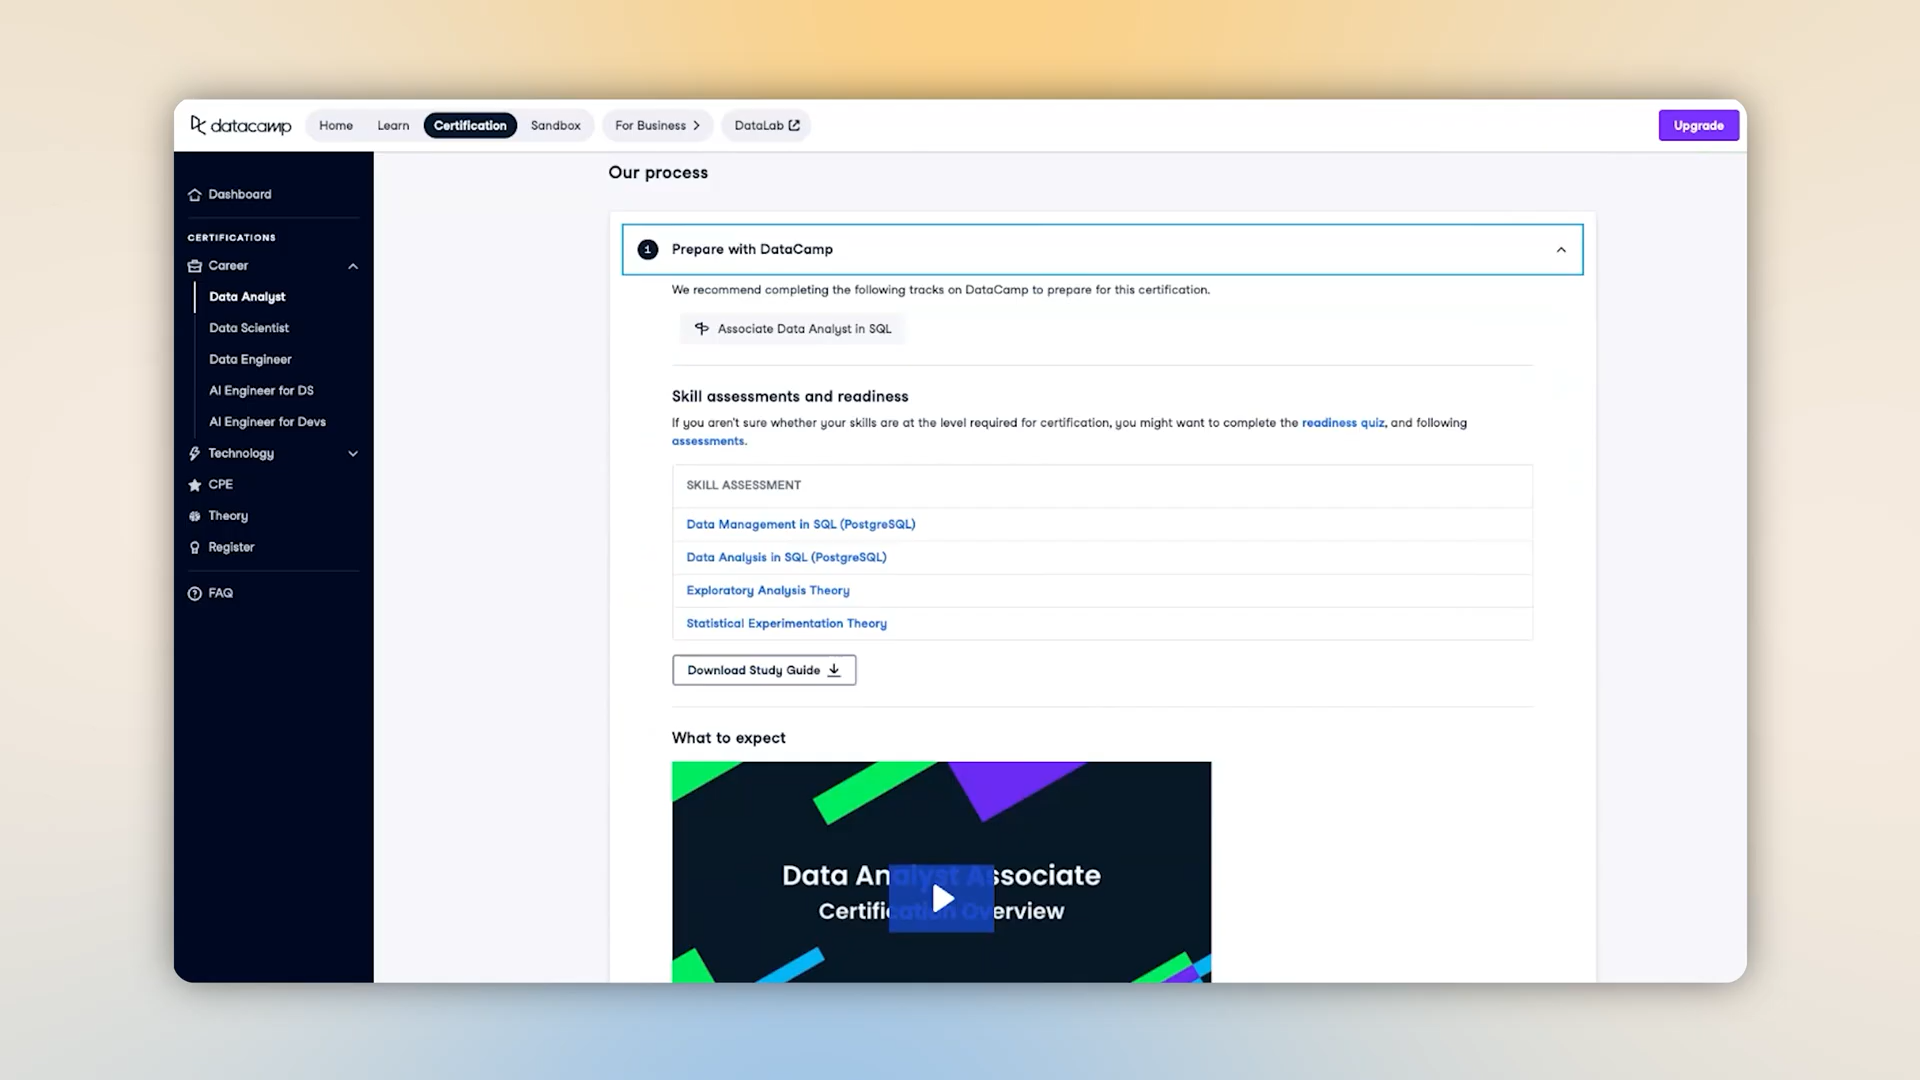 datacamp
Home
Learn
Certification
Sandbox
For Business
DataLab
Upgrade
Dashboard
CERTIFICATIONS
Career
Data Analyst
Data Scientist
Data Engineer
AI Engineer for DS
AI Engineer for Devs
Technology
CPE
Theory
Register
FAQ
Our process
1 Prepare with DataCamp
We recommend completing the following tracks on DataCamp to prepare for this certification.
Associate Data Analyst in SQL
Skill assessments and readiness
If you aren't sure whether your skills are at the level required for certification, you might want to complete the readiness quiz, and following
assessments.
SKILL ASSESSMENT
Data Management in SQL (PostgreSQL)
Data Analysis in SQL (PostgreSQL)
Exploratory Analysis Theory
Statistical Experimentation Theory
Download Study Guide
What to expect
Data Analyst Associate
Certification Overview